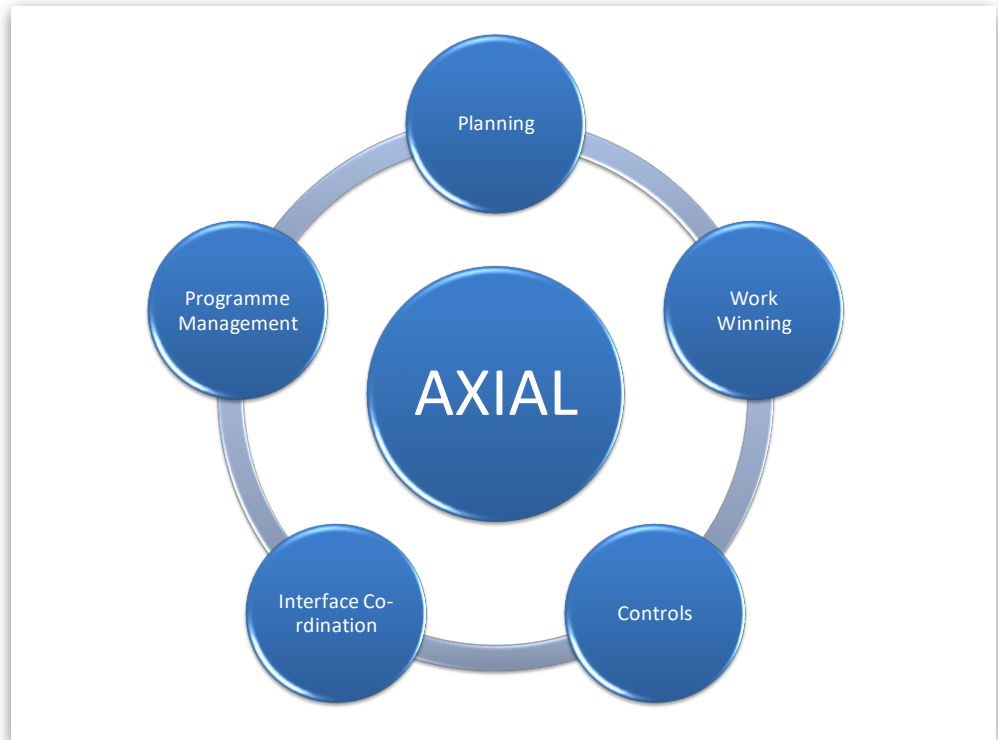 Planning
Work
Winning
Controls
Interface Co-
rdination
Programme
Management
AXIAL